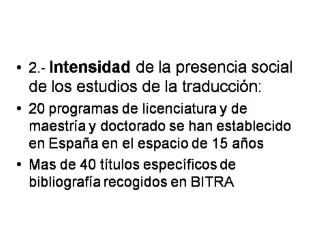 • 2.- Intensidad de la presencia social
de los estudios de la traducción:
• 20 programas de licenciatura y de
maestría y doctorado se han establecido
en España en el espacio de 15 años
• Mas de 40 títulos específicos de
bibliografía recogidos en BITRA